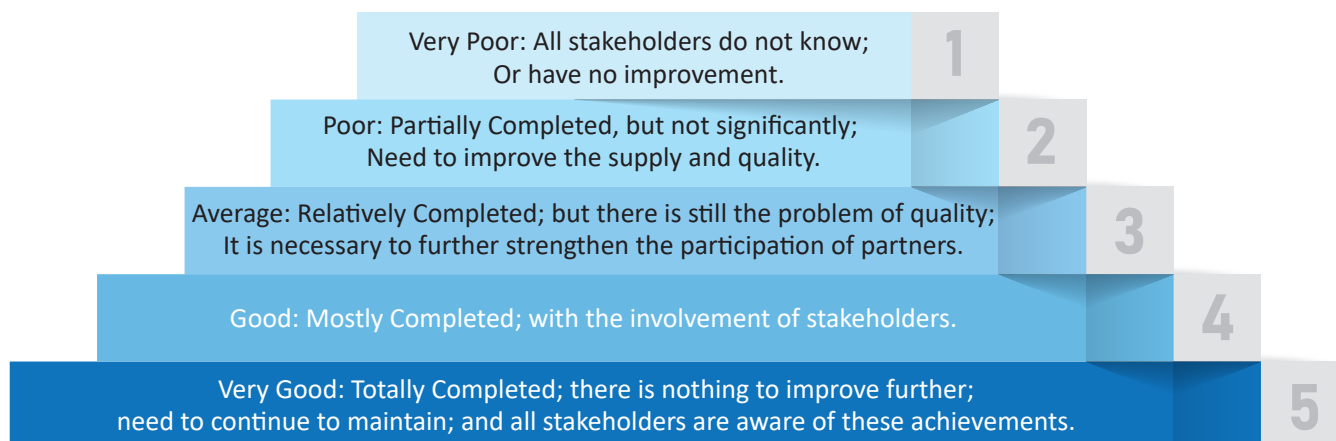 Very Poor: All stakeholders do not know;
Or have no improvement.
1
Poor: Partially Completed, but not significantly;
Need to improve the supply and quality.
2
Average: Relatively Completed; but there is still the problem of quality;
It is necessary to further strengthen the participation of partners.
3
Good: Mostly Completed; with the involvement of stakeholders.
4
Very Good: Totally Completed; there is nothing to improve further;
need to continue to maintain; and all stakeholders are aware of these achievements.
5